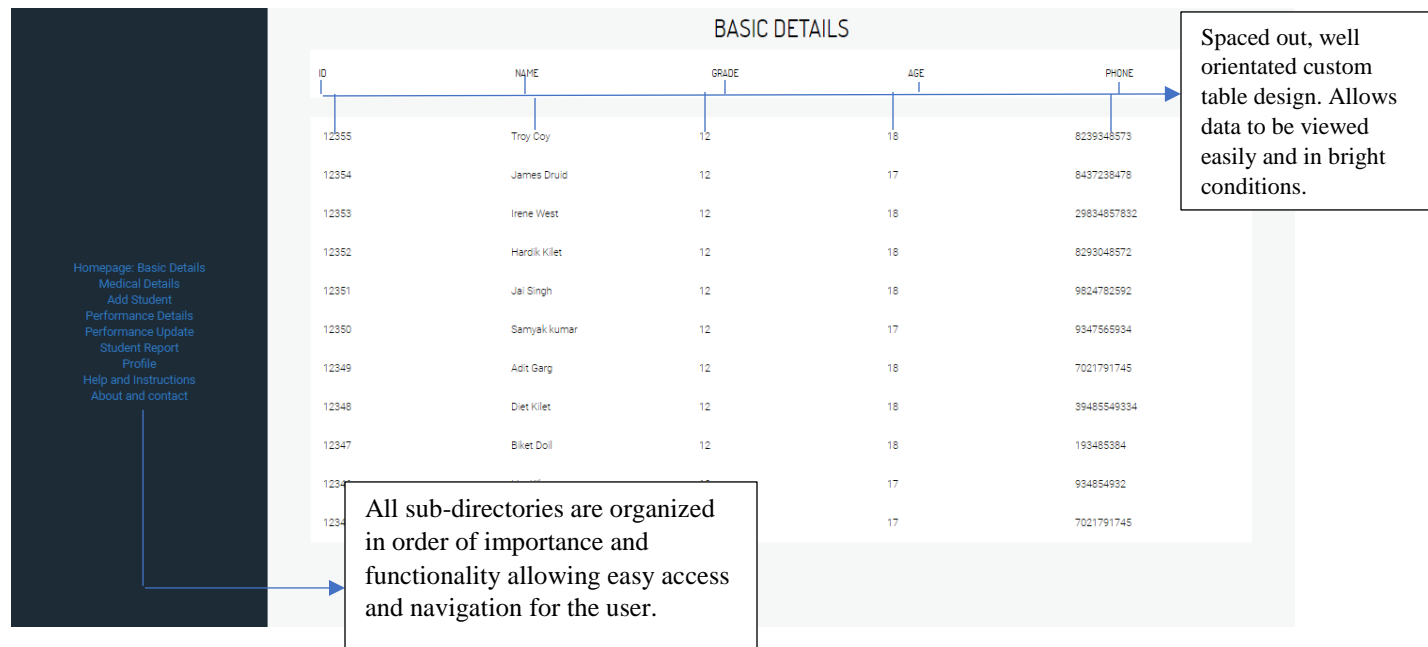 BASIC DETAILS
Spaced out, well
orientated custom
table design. Allows
data to be viewed
easily and in bright
conditions.
ID NAME GRADE AGE PHONE
12355 Troy Coy 12 18 8239348573
12354 James Druid 12 17 8437238478
12353 Irene West 12 18 29834857832
12352 Hardik Kilet 12 18 8293048572
12351 Jai Singh 12 18 9824782592
12350 Samyak kumar 12 17 9347565934
12349 Adit Garg 12 18 7021791745
12348 Diet Kilet 12 18 39485549334
12347 Biket Doil 12 18 193485384
17 934854932
17 7021791745
Homepage: Basic Details
Medical Details
Add Student
Performance Details
Performance Update
Student Report
Profile
Help and Instructions
About and contact
All sub-directories are organized
in order of importance and
functionality allowing easy access
and navigation for the user.